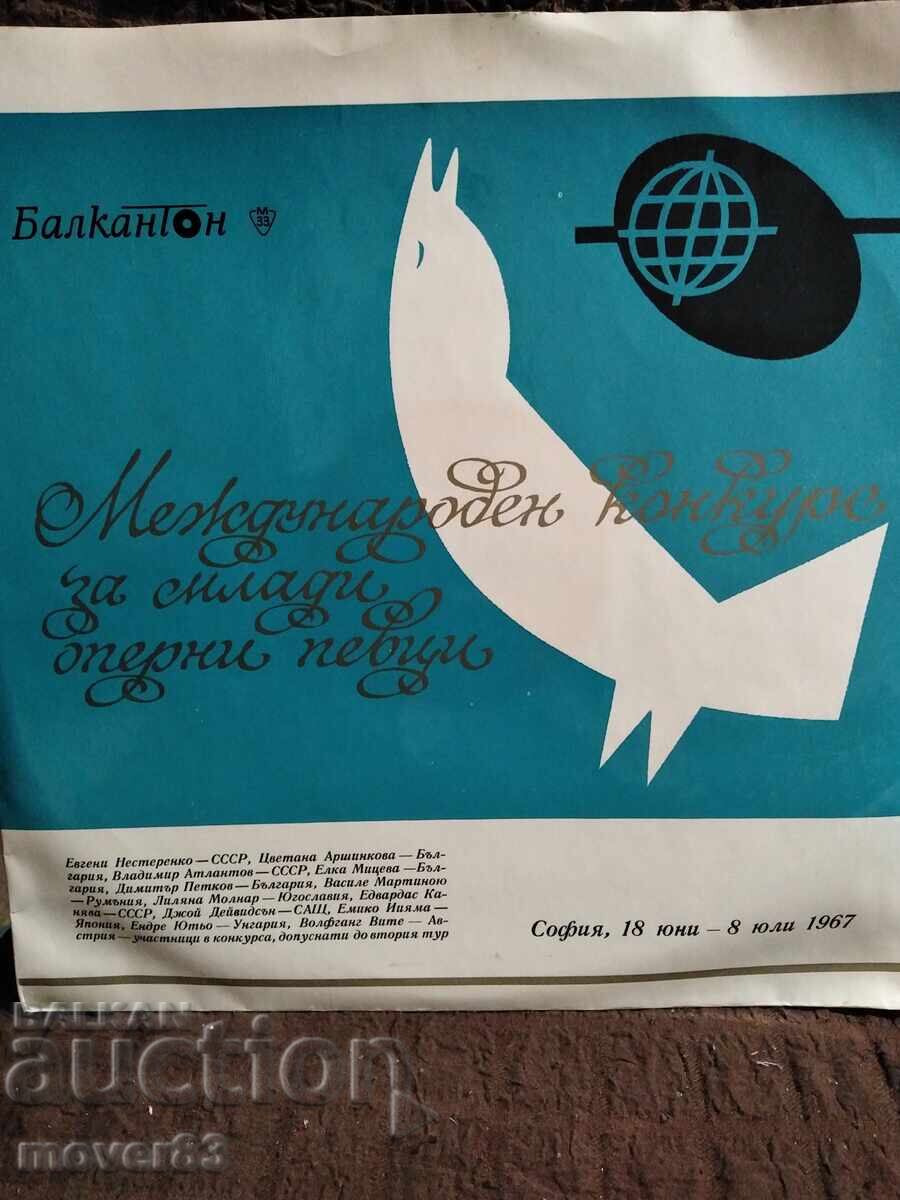 Балкантон М 33
Международен конкурс
за млади
оперни певци
Евгени Нестеренко — СССР, Цветана Аршинкова — Бъл-
гария, Владимир Атлантов — СССР, Елка Мицева — Бъл-
гария, Димитър Петков — България, Василе Мартиною
— Румъния, Лиляна Молнар — Югославия, Едвардас Ка-
нява — СССР, Джой Дейвидсън — САЩ, Емико Иияма —
Япония, Ендре Ютьо — Унгария, Волфганг Вите — Ав-
стрия — участници в конкурса, допуснати до втория тур
София, 18 юни — 8 юли 1967
BALKAN
auction
mover83